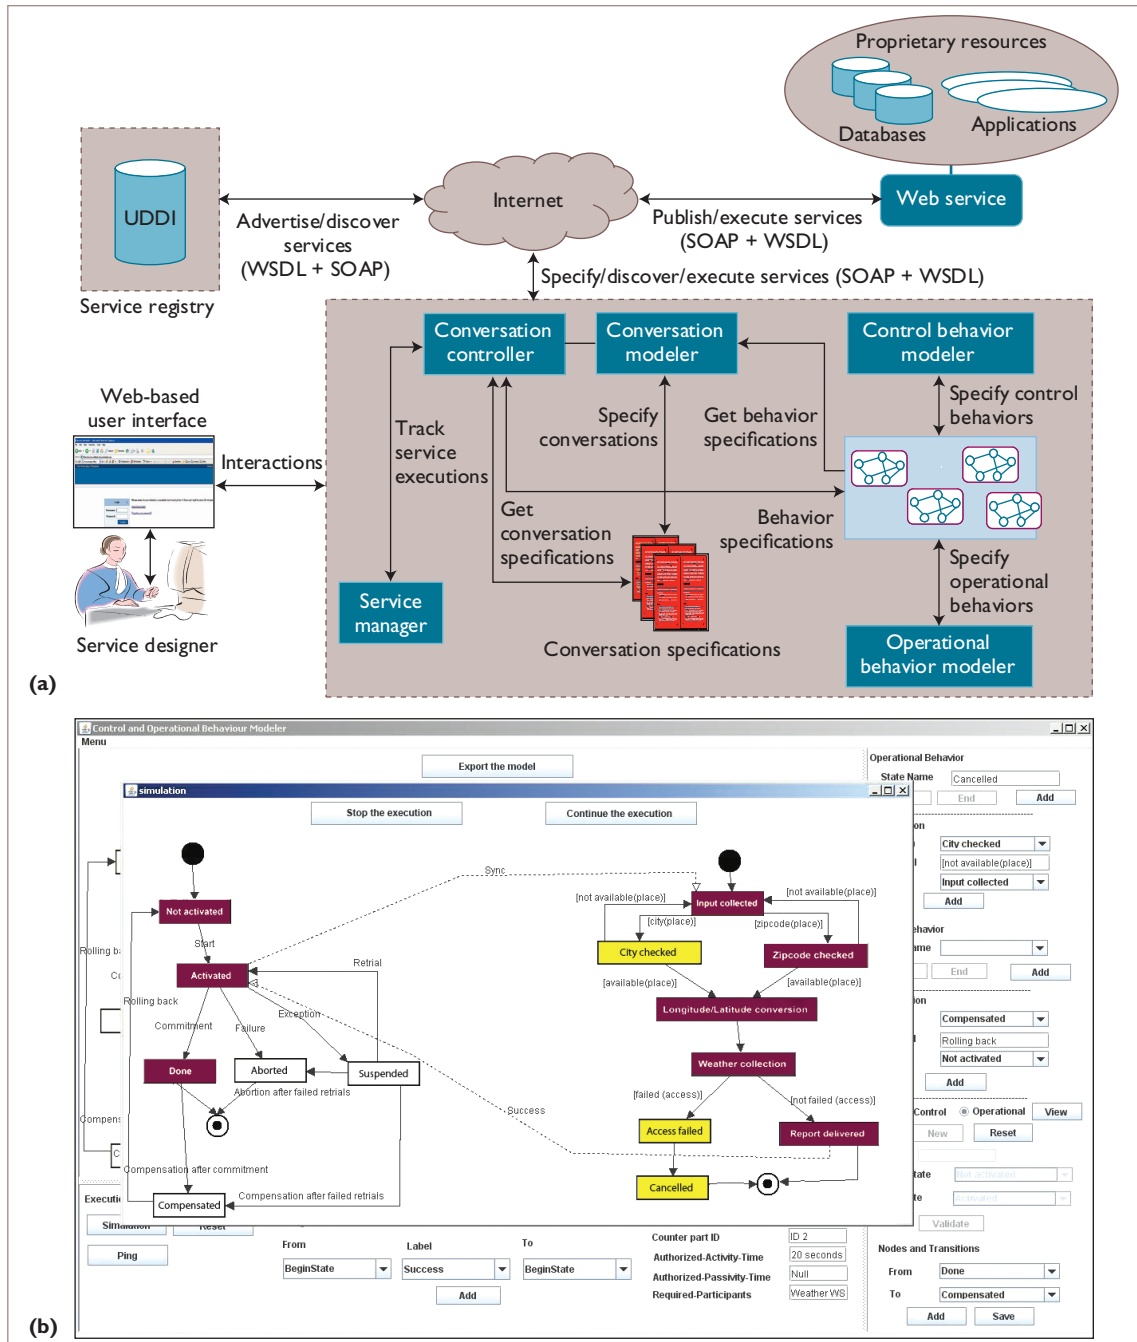 Proprietary resources
Databases
Applications
Web service
UDDI
Service registry
Advertise/discover
services
(WSDL + SOAP)
Internet
Publish/execute services
(SOAP + WSDL)
Specify/discover/execute services (SOAP + WSDL)
Conversation
controller
Conversation
modeler
Control behavior
modeler
Web-based
user interface
Interactions
Service designer
Track
service
executions
Specify
conversations
Get behavior
specifications
Specify control
behaviors
Get
conversation
specifications
Behavior
specifications
Specify
operational
behaviors
Service
manager
Conversation specifications
Operational
behavior modeler
(a)
Control and Operational Behaviour Modeler
Menu
Export the model
simulation
Stop the execution
Continue the execution
Not activated
Start
Activated
Rolling back
Rolling back
Commitment
Failure
Exception
Retrial
Done
Aborted
Suspended
Abortion after failed retrials
Compensation after commitment
Compensation after failed retrials
Compensated
Sync
Success
Input collected
[not available(place)]
[not available(place)]
[city(place)]
[zipcode(place)]
City checked
Zipcode checked
[available(place)]
[available(place)]
Longitude/Latitude conversion
Weather collection
[failed (access)]
[not failed (access)]
Access failed
Report delivered
Cancelled
Operational Behavior
State Name
Cancelled
End
Add
City checked
[not available(place)]
Input collected
Add
End
Add
Compensated
Rolling back
Not activated
Add
Control
Operational
View
New
Reset
Not activated
Activated
Validate
Nodes and Transitions
From
Done
To
Compensated
Add
Save
Simulation
Reset
Ping
From
Label
To
BeginState
Success
BeginState
Add
Counter part ID
ID 2
Authorized-Activity-Time
20 seconds
Authorized-Passivity-Time
Null
Required-Participants
Weather WS
(b)